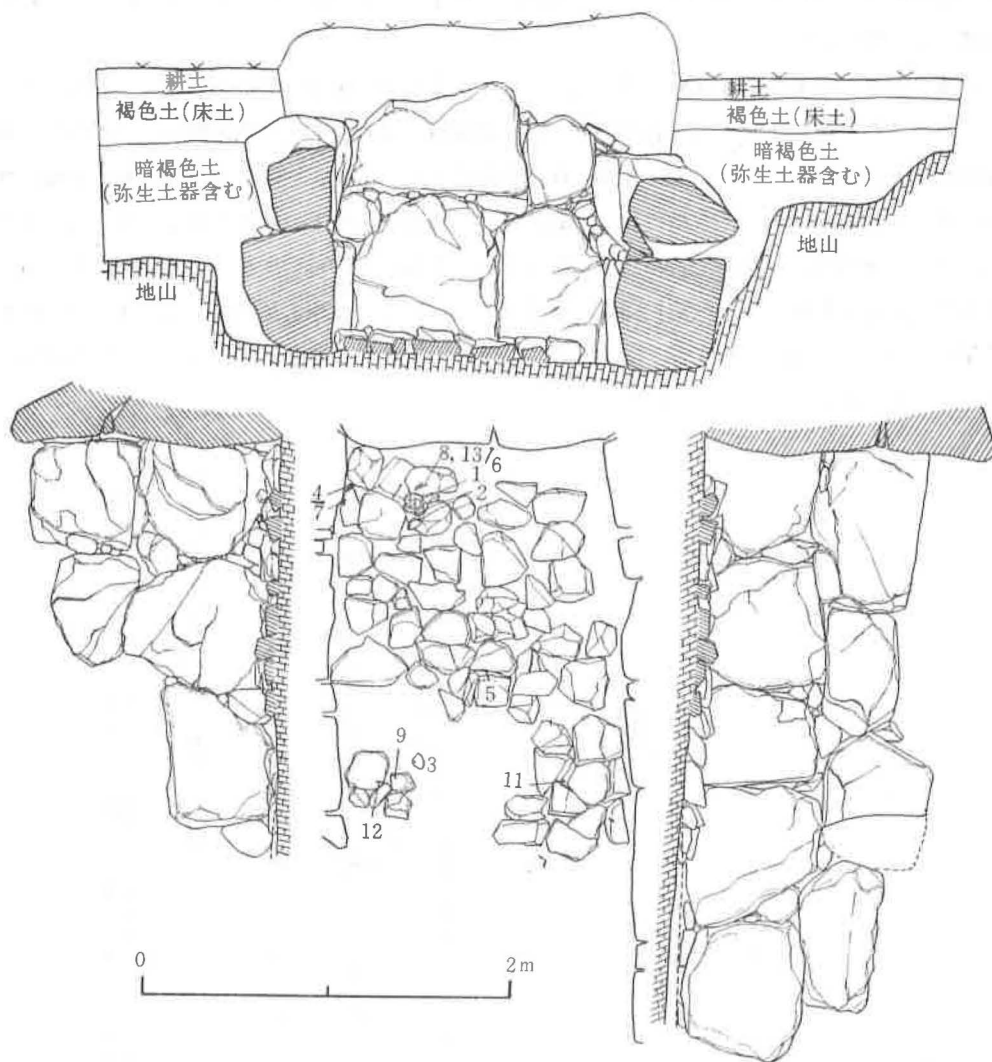 耕土
褐色土(床土)
暗褐色土
(弥生土器含む)
地山
耕土
褐色土(床土)
暗褐色土
(弥生土器含む)
地山
8, 13/6
1
2
4
7
5
9
3
11
12
0
2m